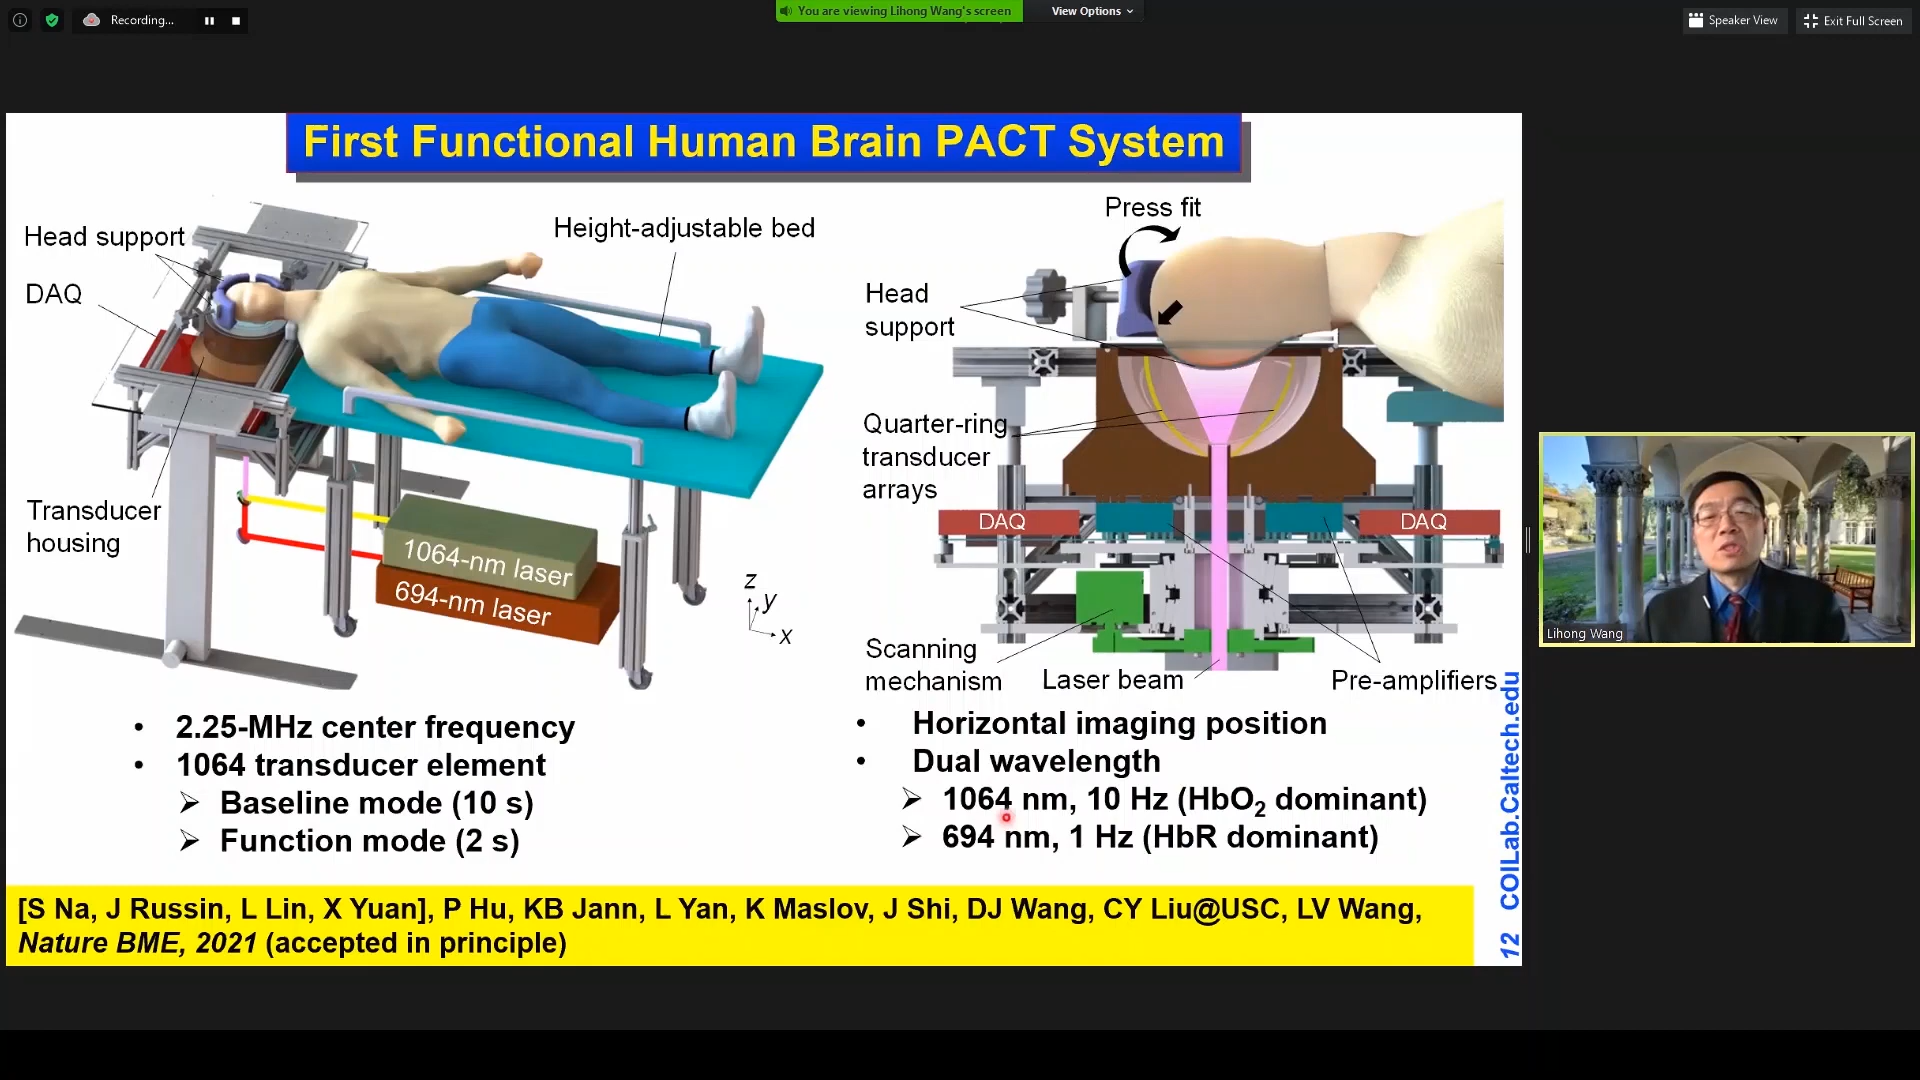 Recording...
You are viewing Lihong Wang's screen
View Options
Speaker View
Exit Full Screen
First Functional Human Brain PACT System
Head support
DAQ
Height-adjustable bed
Transducer
housing
1064-nm laser
694-nm laser
z
y
x
Press fit
Head
support
Quarter-ring
transducer
arrays
DAQ
DAQ
Scanning
mechanism
Laser beam
Pre-amplifiers
• 2.25-MHz center frequency
• 1064 transducer element
➢ Baseline mode (10 s)
➢ Function mode (2 s)
• Horizontal imaging position
• Dual wavelength
➢ 1064 nm, 10 Hz (HbO₂ dominant)
➢ 694 nm, 1 Hz (HbR dominant)
[S Na, J Russin, L Lin, X Yuan], P Hu, KB Jann, L Yan, K Maslov, J Shi, DJ Wang, CY Liu@USC, LV Wang,
Nature BME, 2021 (accepted in principle)
12 COILab.Caltech.edu
Lihong Wang